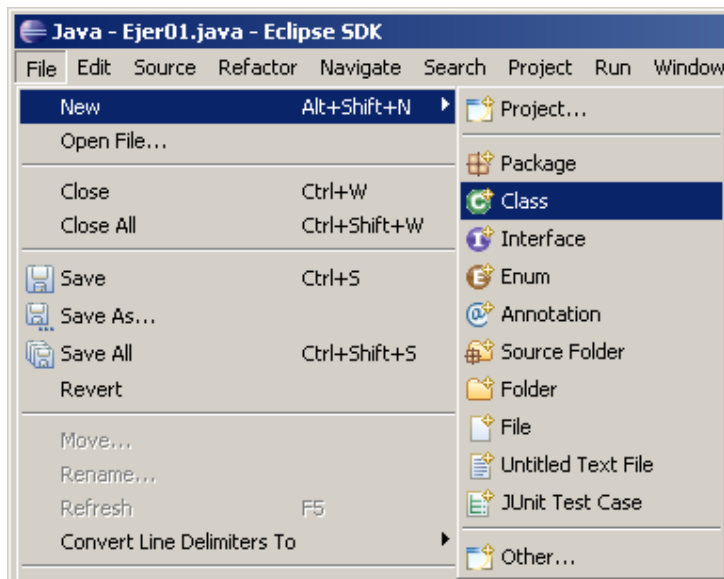 Java - Ejer01.java - Eclipse SDK
File Edit Source Refactor Navigate Search Project Run Window
New Alt+Shift+N
Open File...
Close Ctrl+W
Close All Ctrl+Shift+W
Save Ctrl+S
Save As...
Save All Ctrl+Shift+S
Revert
Move...
Rename...
Refresh F5
Convert Line Delimiters To
Project...
Package
Class
Interface
Enum
Annotation
Source Folder
Folder
File
Untitled Text File
JUnit Test Case
Other...